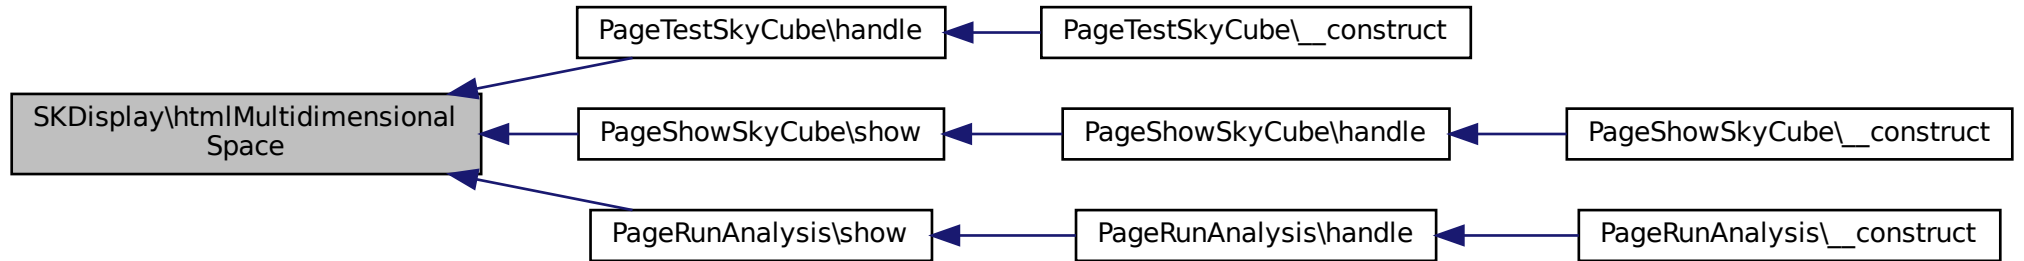 PageTestSkyCube\handle
PageTestSkyCube\__construct
SKDisplay\htmlMultidimensional
Space
PageShowSkyCube\show
PageShowSkyCube\handle
PageShowSkyCube\__construct
PageRunAnalysis\show
PageRunAnalysis\handle
PageRunAnalysis\__construct